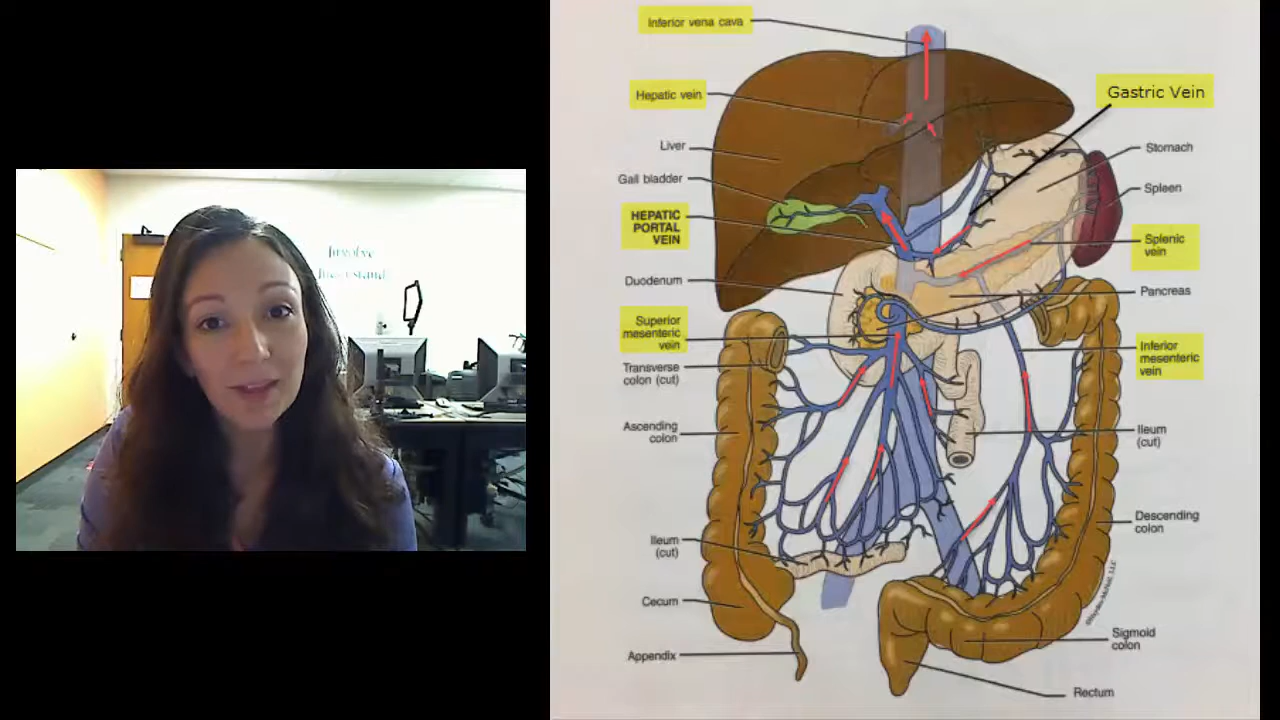 Inferior vena cava
Hepatic vein
Liver
Gall bladder
HEPATIC
PORTAL
VEIN
Duodenum
Superior
mesenteric
vein
Transverse
colon (cut)
Ascending
colon
Ileum
(cut)
Cecum
Appendix
Gastric Vein
Stomach
Spleen
Splenic
vein
Pancreas
Inferior
mesenteric
vein
Ileum
(cut)
Descending
colon
Sigmoid
colon
Rectum
Involve